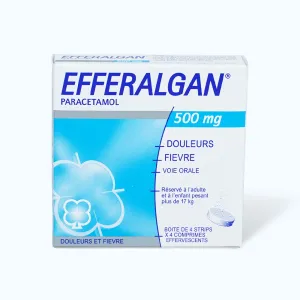 EFFERALGAN®
PARACETAMOL
500 mg
DOULEURS
FIEVRE
VOIE ORALE
Réservé à l'adulte
et à l'enfant pesant
plus de 17 kg
BOITE DE 4 STRIPS
X 4 COMPRIMES
EFFERVESCENTS
DOULEURS ET FIEVRE